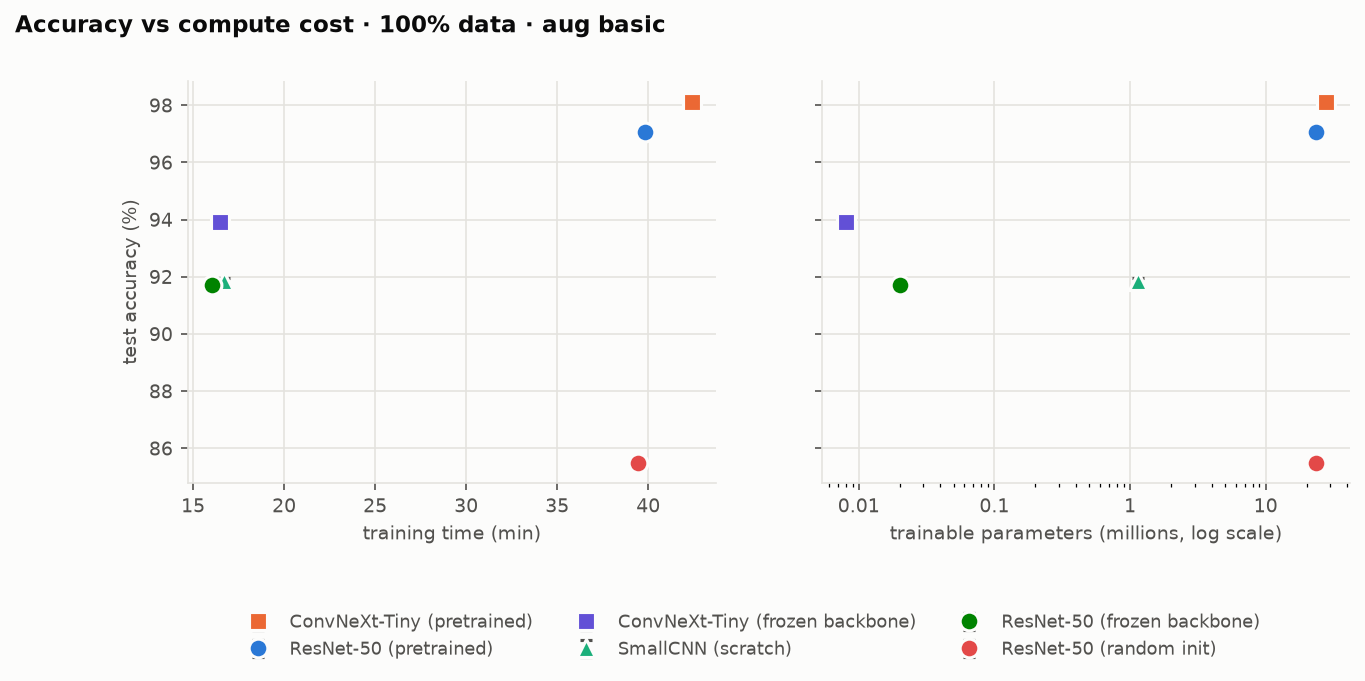 Accuracy vs compute cost · 100% data · aug basic
98
96
94
92
90
88
86
test accuracy (%)
15 20 25 30 35 40
training time (min)
0.01 0.1 1 10
trainable parameters (millions, log scale)
ConvNeXt-Tiny (pretrained) ConvNeXt-Tiny (frozen backbone) ResNet-50 (frozen backbone)
ResNet-50 (pretrained) SmallCNN (scratch) ResNet-50 (random init)